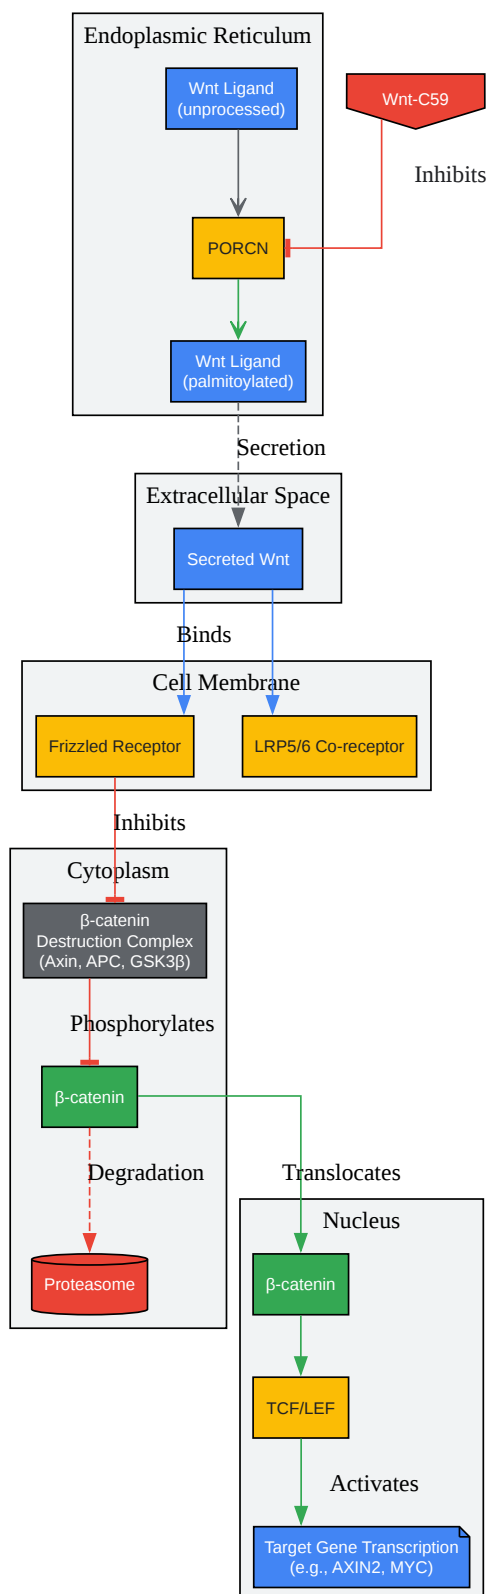 Endoplasmic Reticulum
Wnt Ligand
(unprocessed)
Wnt-C59
Inhibits
PORCN
Wnt Ligand
(palmitoylated)
Secretion
Extracellular Space
Secreted Wnt
Binds
Cell Membrane
Frizzled Receptor
LRP5/6 Co-receptor
Inhibits
Cytoplasm
β-catenin
Destruction Complex
(Axin, APC, GSK3β)
Phosphorylates
β-catenin
Degradation
Translocates
Nucleus
Proteasome
β-catenin
TCF/LEF
Activates
Target Gene Transcription
(e.g., AXIN2, MYC)